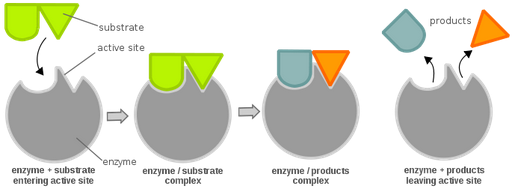 substrate
active site
enzyme
products
enzyme + substrate
entering active site
enzyme / substrate
complex
enzyme / products
complex
enzyme + products
leaving active site